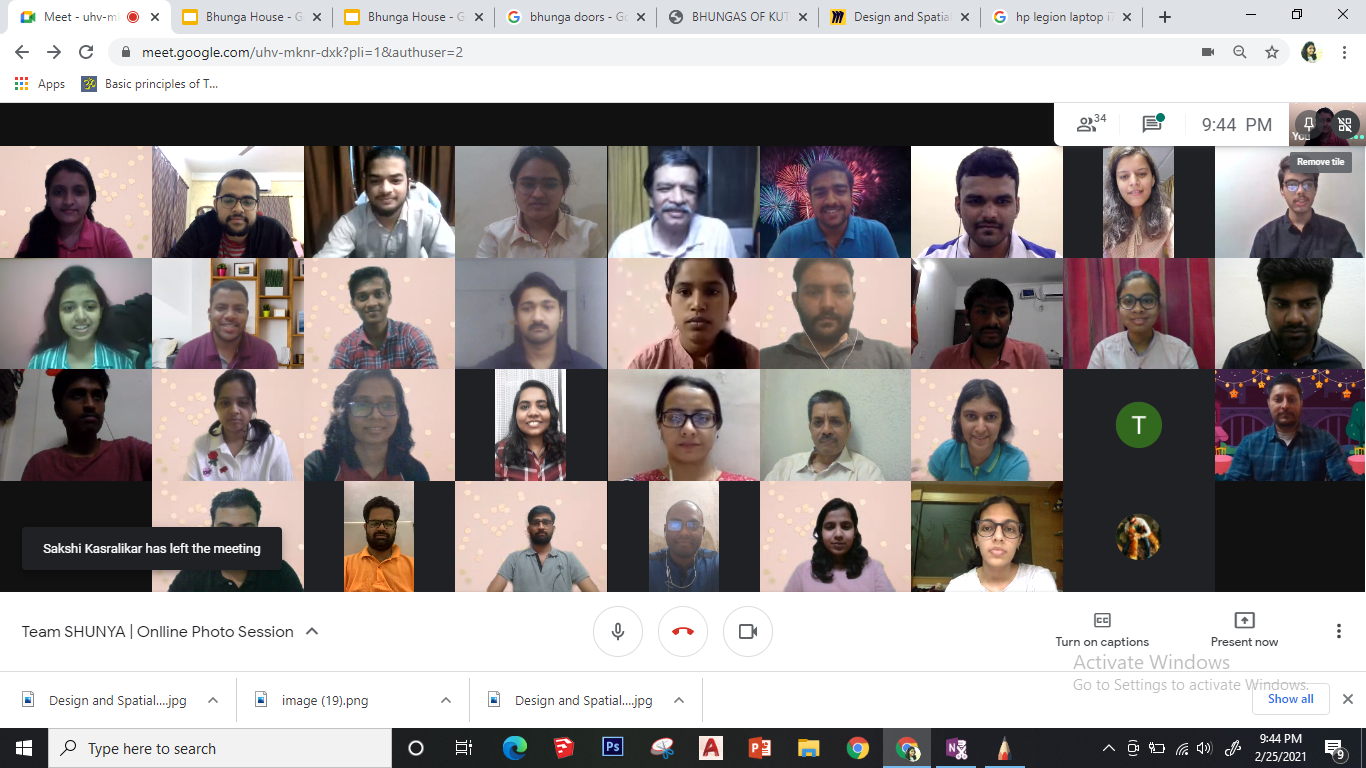 Meet - uhv-m
Bhunga House - G
Bhunga House - G
bhunga doors - Go
BHUNGAS OF KUT
Design and Spatia
hp legion laptop i7
meet.google.com/uhv-mknr-dxk?pli=1&authuser=2
Apps
Basic principles of T...
34
9:44 PM
You
Remove tile
T
Sakshi Kasralikar has left the meeting
Team SHUNYA | Onlline Photo Session
Turn on captions
Present now
Activate Windows
Go to Settings to activate Windows.
Design and Spatial....jpg
image (19).png
Design and Spatial....jpg
Show all
Type here to search
Ps
A
9:44 PM
2/25/2021
9